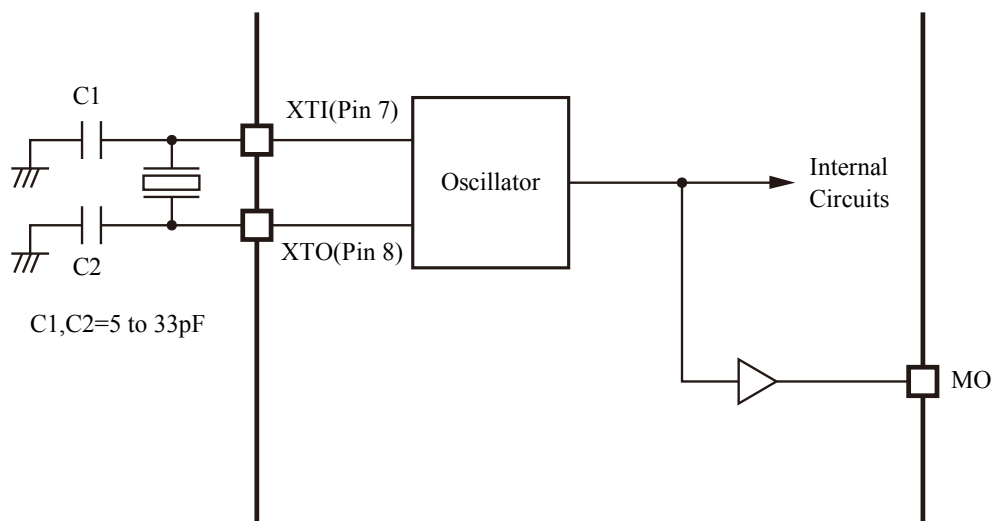 C1
XTI(Pin 7)
Oscillator
Internal
Circuits
XTO(Pin 8)
C2
C1,C2=5 to 33pF
MO